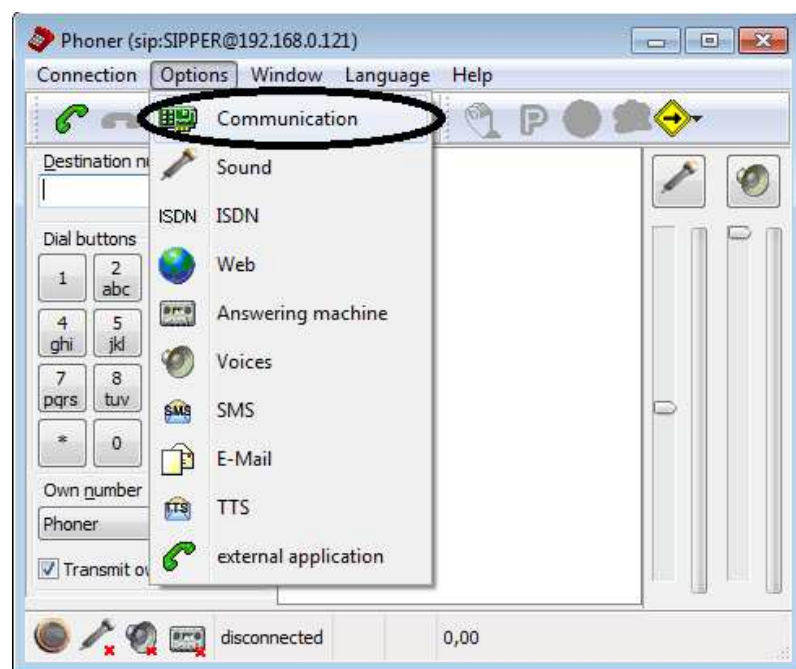 Phoner (sip:SIPPER@192.168.0.121)
Connection Options Window Language Help
Communication
Sound
ISDN ISDN
Web
Answering machine
Voices
SMS SMS
E-Mail
TTS TTS
external application
P
Destination
Dial buttons
1 2 abc
4 ghi 5 jkl
7 pqrs 8 tuv
* 0
Own number
Phoner
Transmit
disconnected 0,00